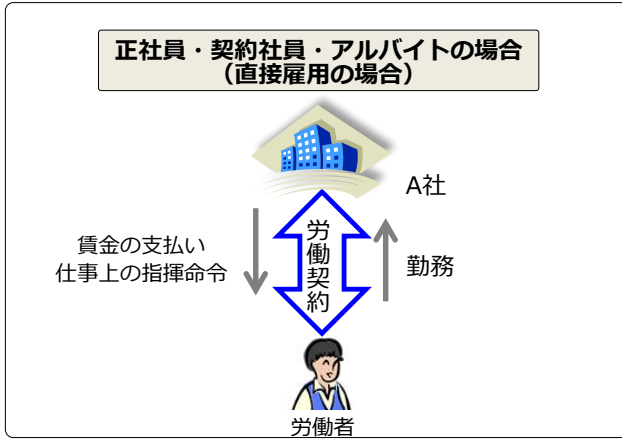 正社員・契約社員・アルバイトの場合
（直接雇用の場合）
A社
賃金の支払い
仕事上の指揮命令
労働契約
勤務
労働者